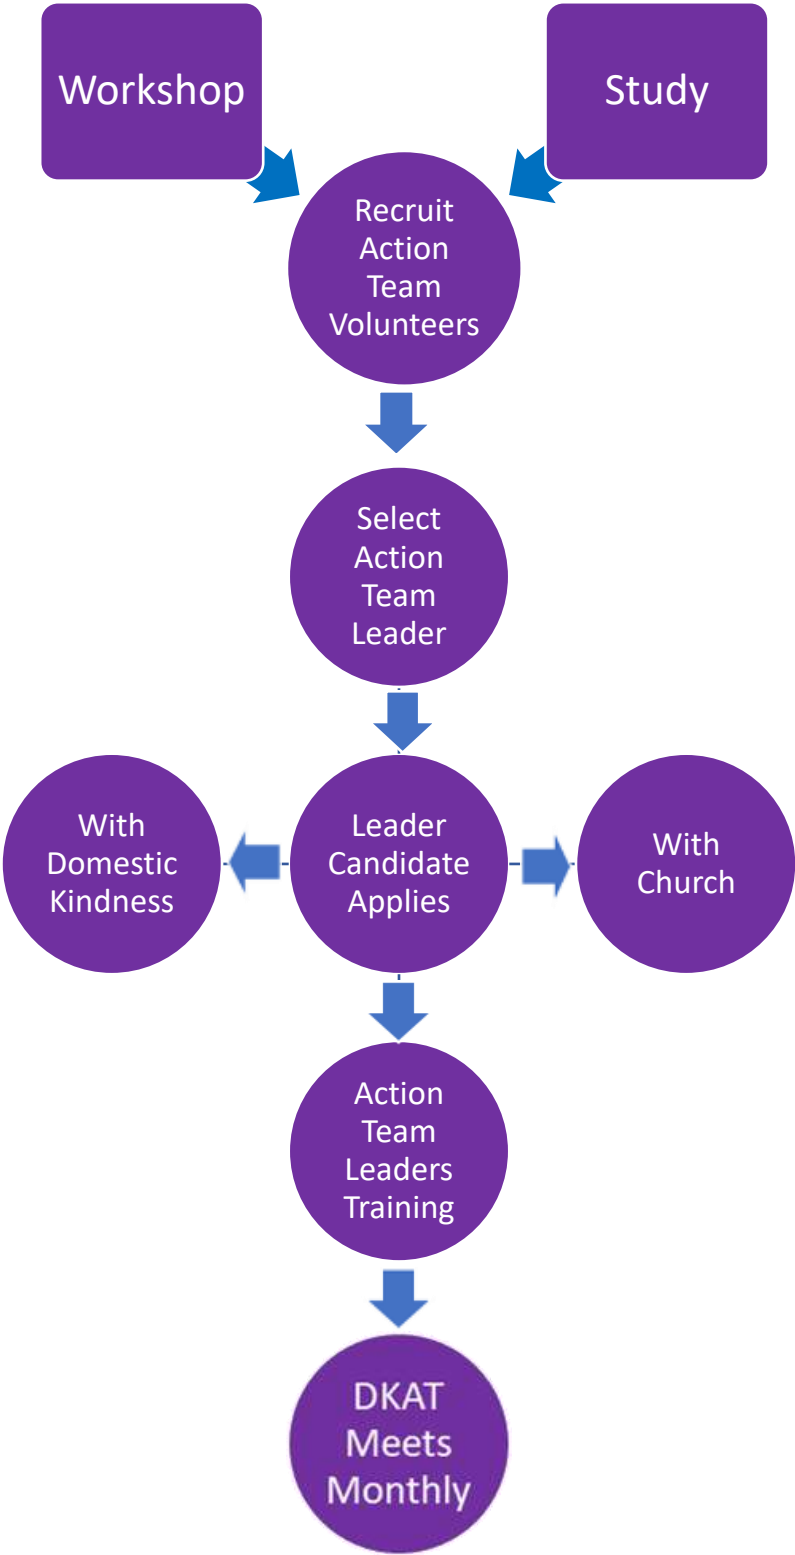 Workshop
Study
Recruit
Action
Team
Volunteers
Select
Action
Team
Leader
With
Domestic
Kindness
Leader
Candidate
Applies
With
Church
Action
Team
Leaders
Training
DKAT
Meets
Monthly